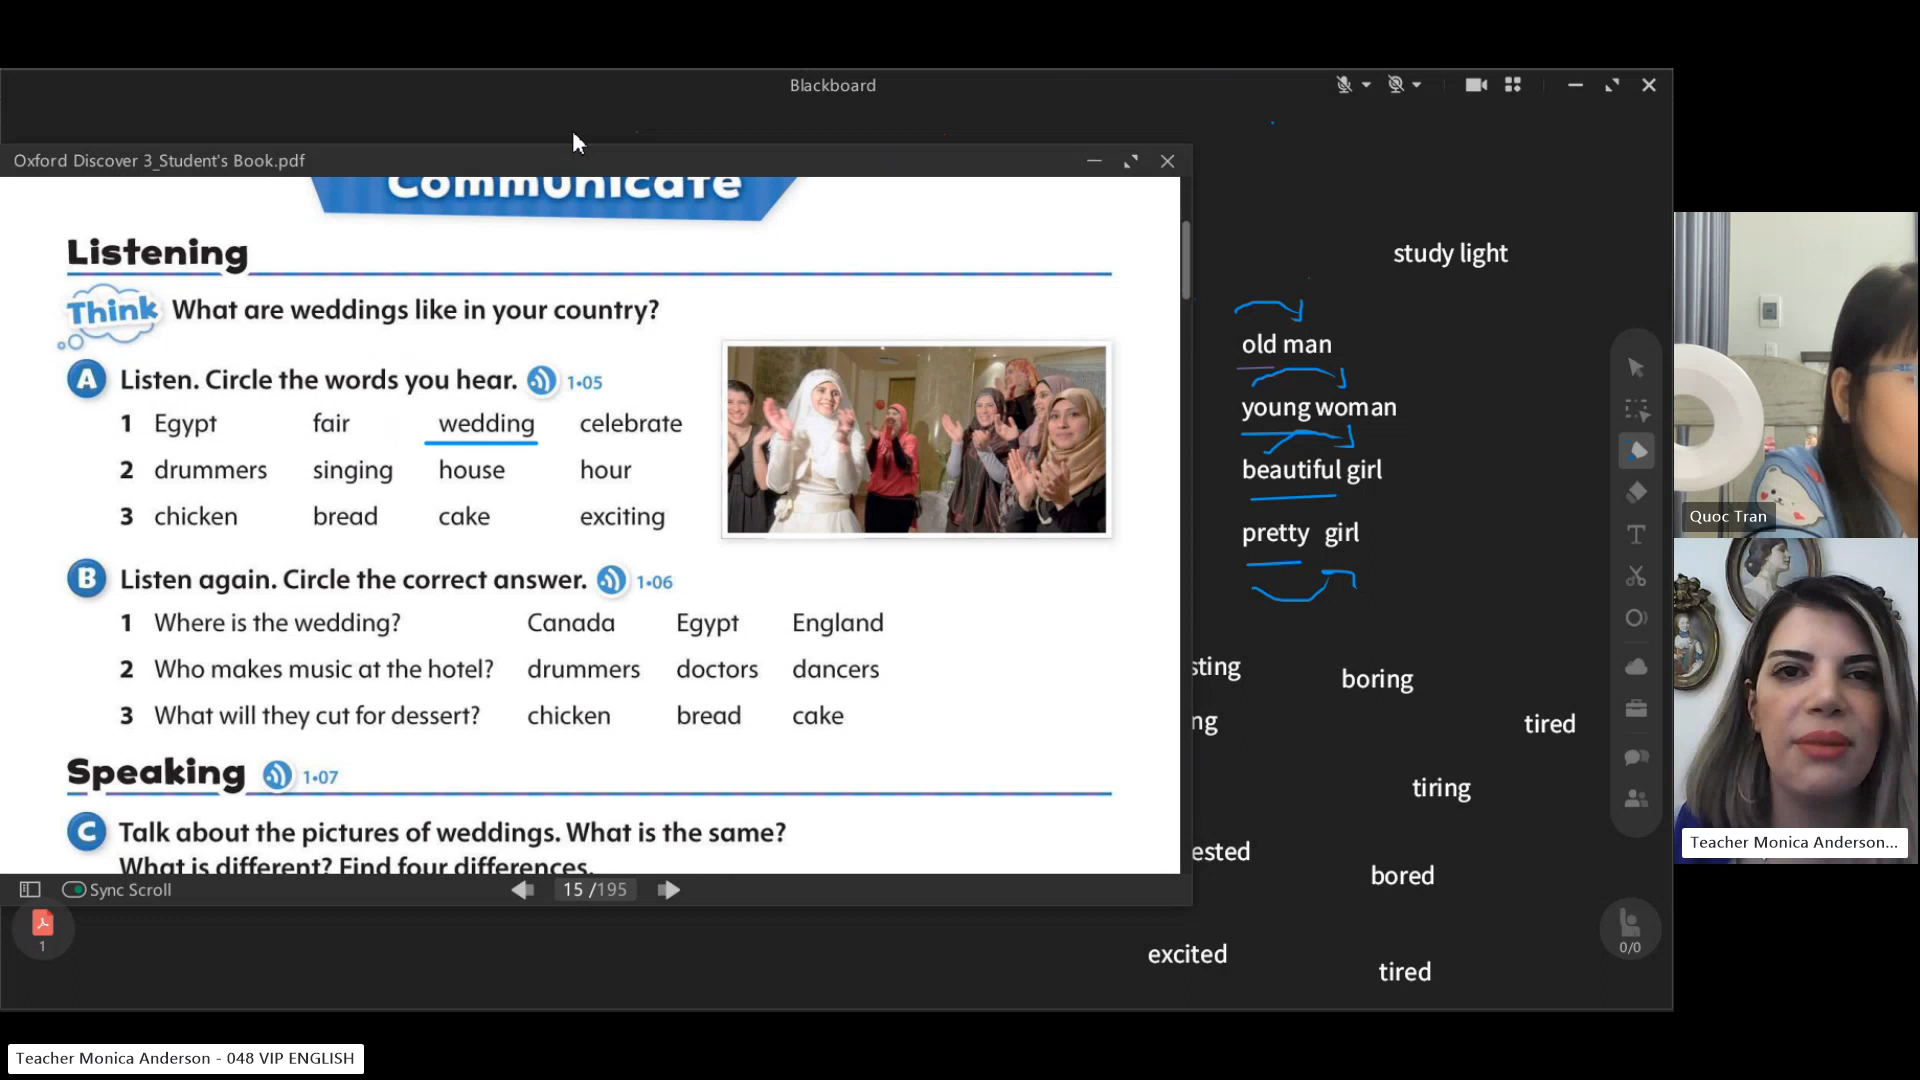 Blackboard
Oxford Discover 3_Student's Book.pdf
Communicate
Listening
Think What are weddings like in your country?
A Listen. Circle the words you hear. 1•05
1 Egypt fair wedding celebrate
2 drummers singing house hour
3 chicken bread cake exciting
B Listen again. Circle the correct answer. 1•06
1 Where is the wedding? Canada Egypt England
2 Who makes music at the hotel? drummers doctors dancers
3 What will they cut for dessert? chicken bread cake
Speaking 1•07
C Talk about the pictures of weddings. What is the same?
What is different? Find four differences.
Sync Scroll
15 /195
1
study light
old man
young woman
beautiful girl
pretty girl
sting
boring
ng
tired
tiring
ested
bored
excited
tired
T
0/0
Quoc Tran
Teacher Monica Anderson...
Teacher Monica Anderson - 048 VIP ENGLISH